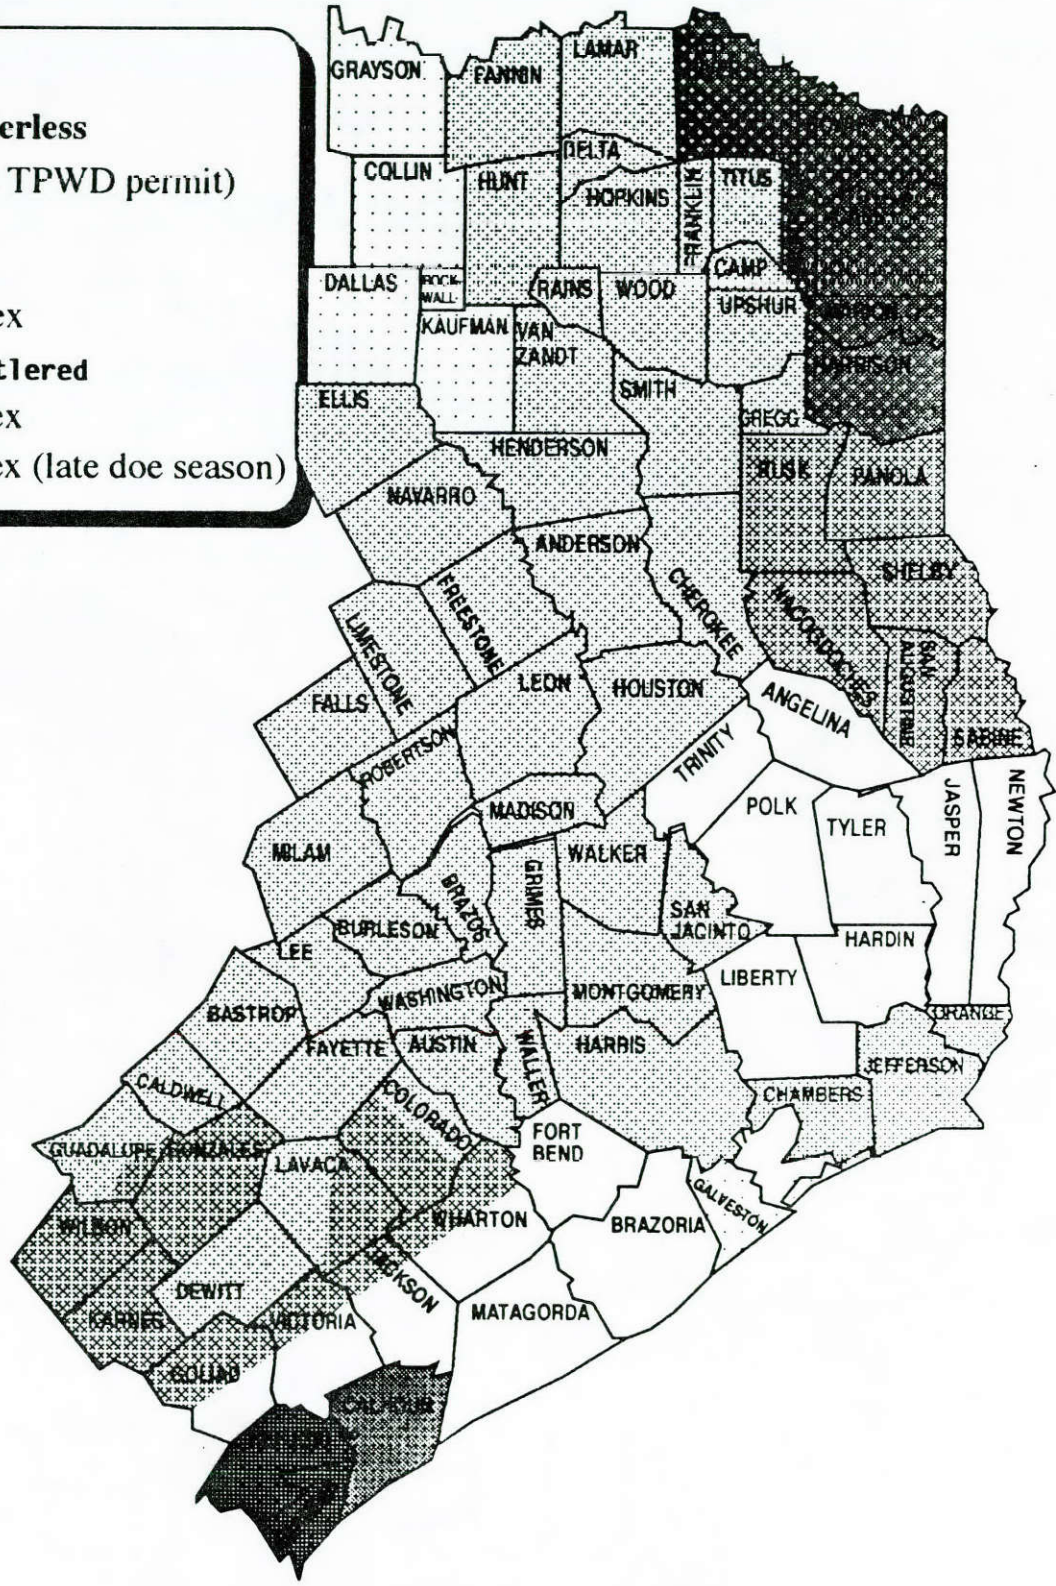 erless
TPWD permit)
ex
tlered
ex
ex (late doe season)
GRAYSON
FANNIN
LAMAR
DELTA
COLLIN
HUNT
HOPKINS
FRANKLIN
TITUS
CAMP
DALLAS
ROCK-
WALL
RAINS
WOOD
UPSHUR
MARION
KAUFMAN
VAN
ZANDT
SMITH
HARRISON
ELLIS
GREGG
HENDERSON
RUSK
PANOLA
NAVARRO
ANDERSON
SHELBY
FREESTONE
CHEROKEE
NACOGDOCHES
LIMESTONE
SAN
AUGUSTINE
FALLS
LEON
HOUSTON
ANGELINA
SABINE
ROBERTSON
TRINITY
MADISON
POLK
TYLER
JASPER
NEWTON
MILAM
BRAZOS
GRIMES
WALKER
SAN
JACINTO
BURLESON
LEE
HARDIN
LIBERTY
WASHINGTON
MONTGOMERY
BASTROP
ORANGE
FAYETTE
AUSTIN
WALLER
HARRIS
JEFFERSON
CALDWELL
COLORADO
CHAMBERS
GUADALUPE
GONZALES
LAVACA
FORT
BEND
GALVESTON
WILSON
WHARTON
BRAZORIA
JACKSON
DEWITT
KARNES
VICTORIA
MATAGORDA
GOLIAD
CALHOUN